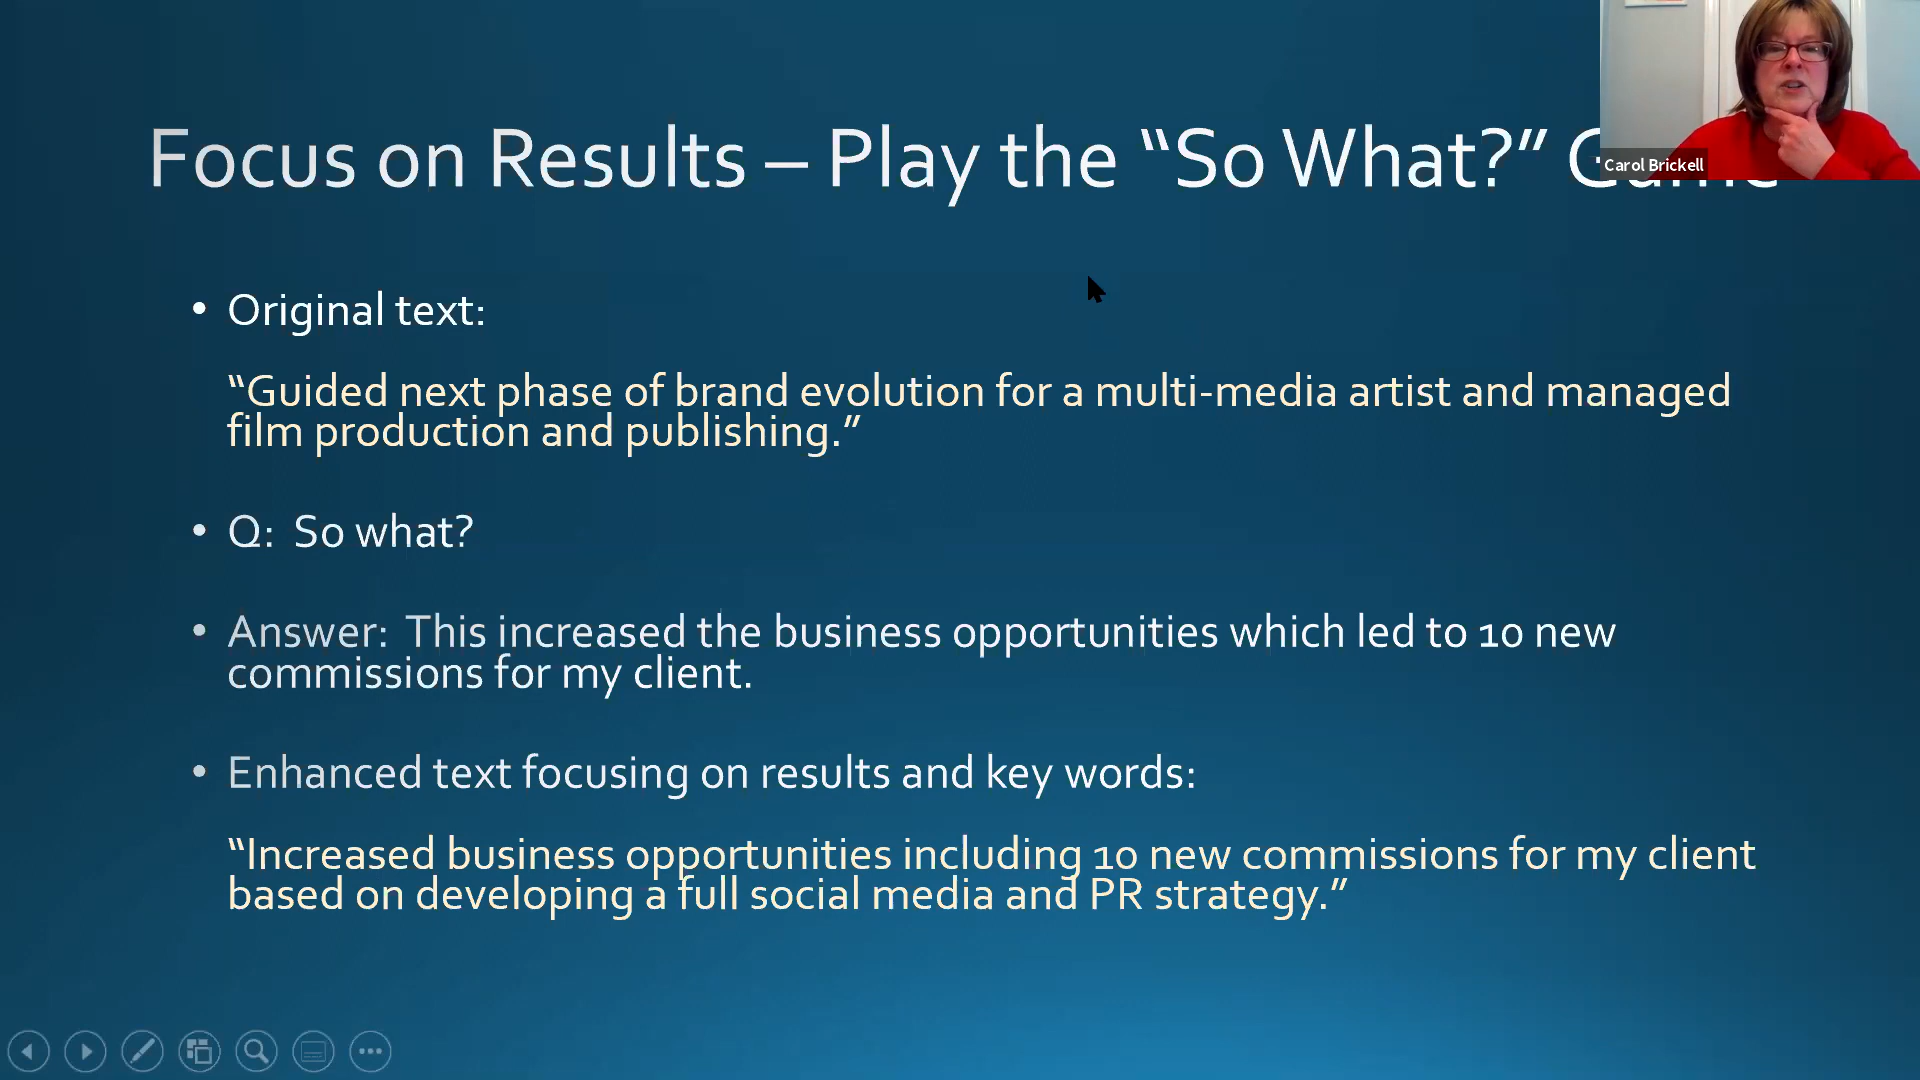 Focus on Results – Play the “So What?”
Carol Brickell
• Original text:
“Guided next phase of brand evolution for a multi-media artist and managed
film production and publishing.”
• Q: So what?
• Answer: This increased the business opportunities which led to 10 new
commissions for my client.
• Enhanced text focusing on results and key words:
“Increased business opportunities including 10 new commissions for my client
based on developing a full social media and PR strategy.”